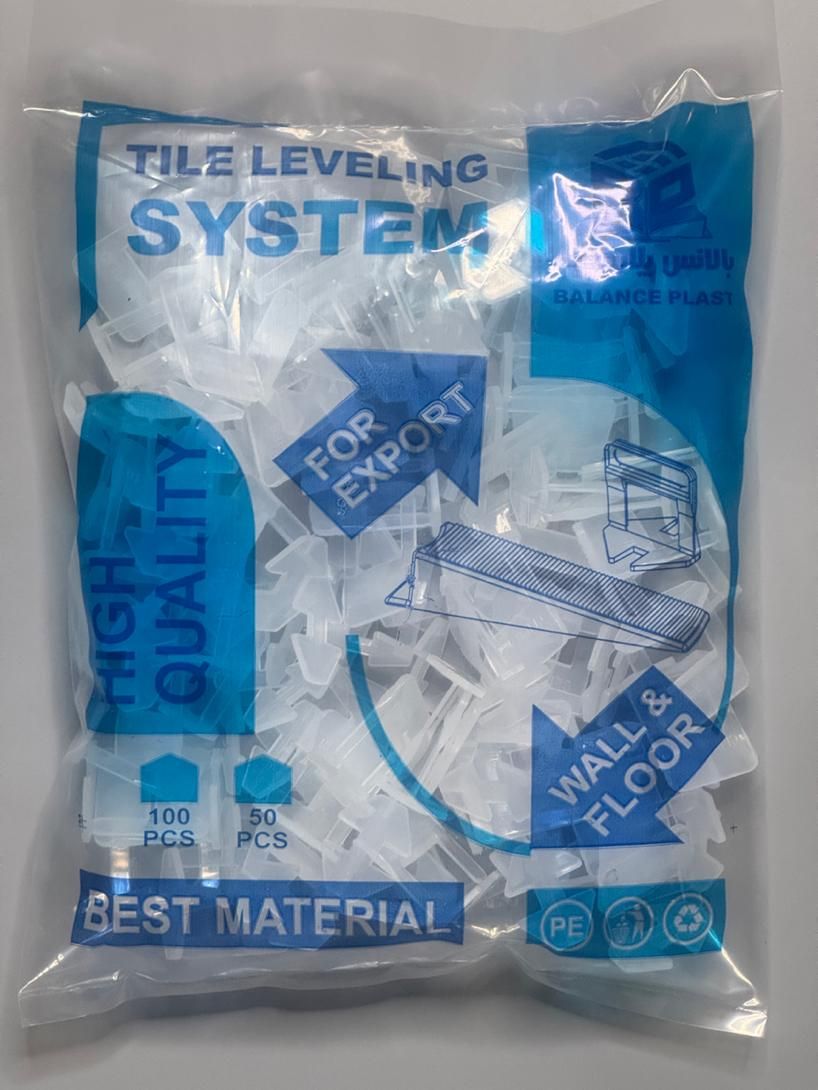 TILE LEVELING
SYSTEM
بالانس
BALANCE PLAST
FOR
EXPORT
HIGH
QUALITY
WALL &
FLOOR
100
PCS
50
PCS
BEST MATERIAL
PE